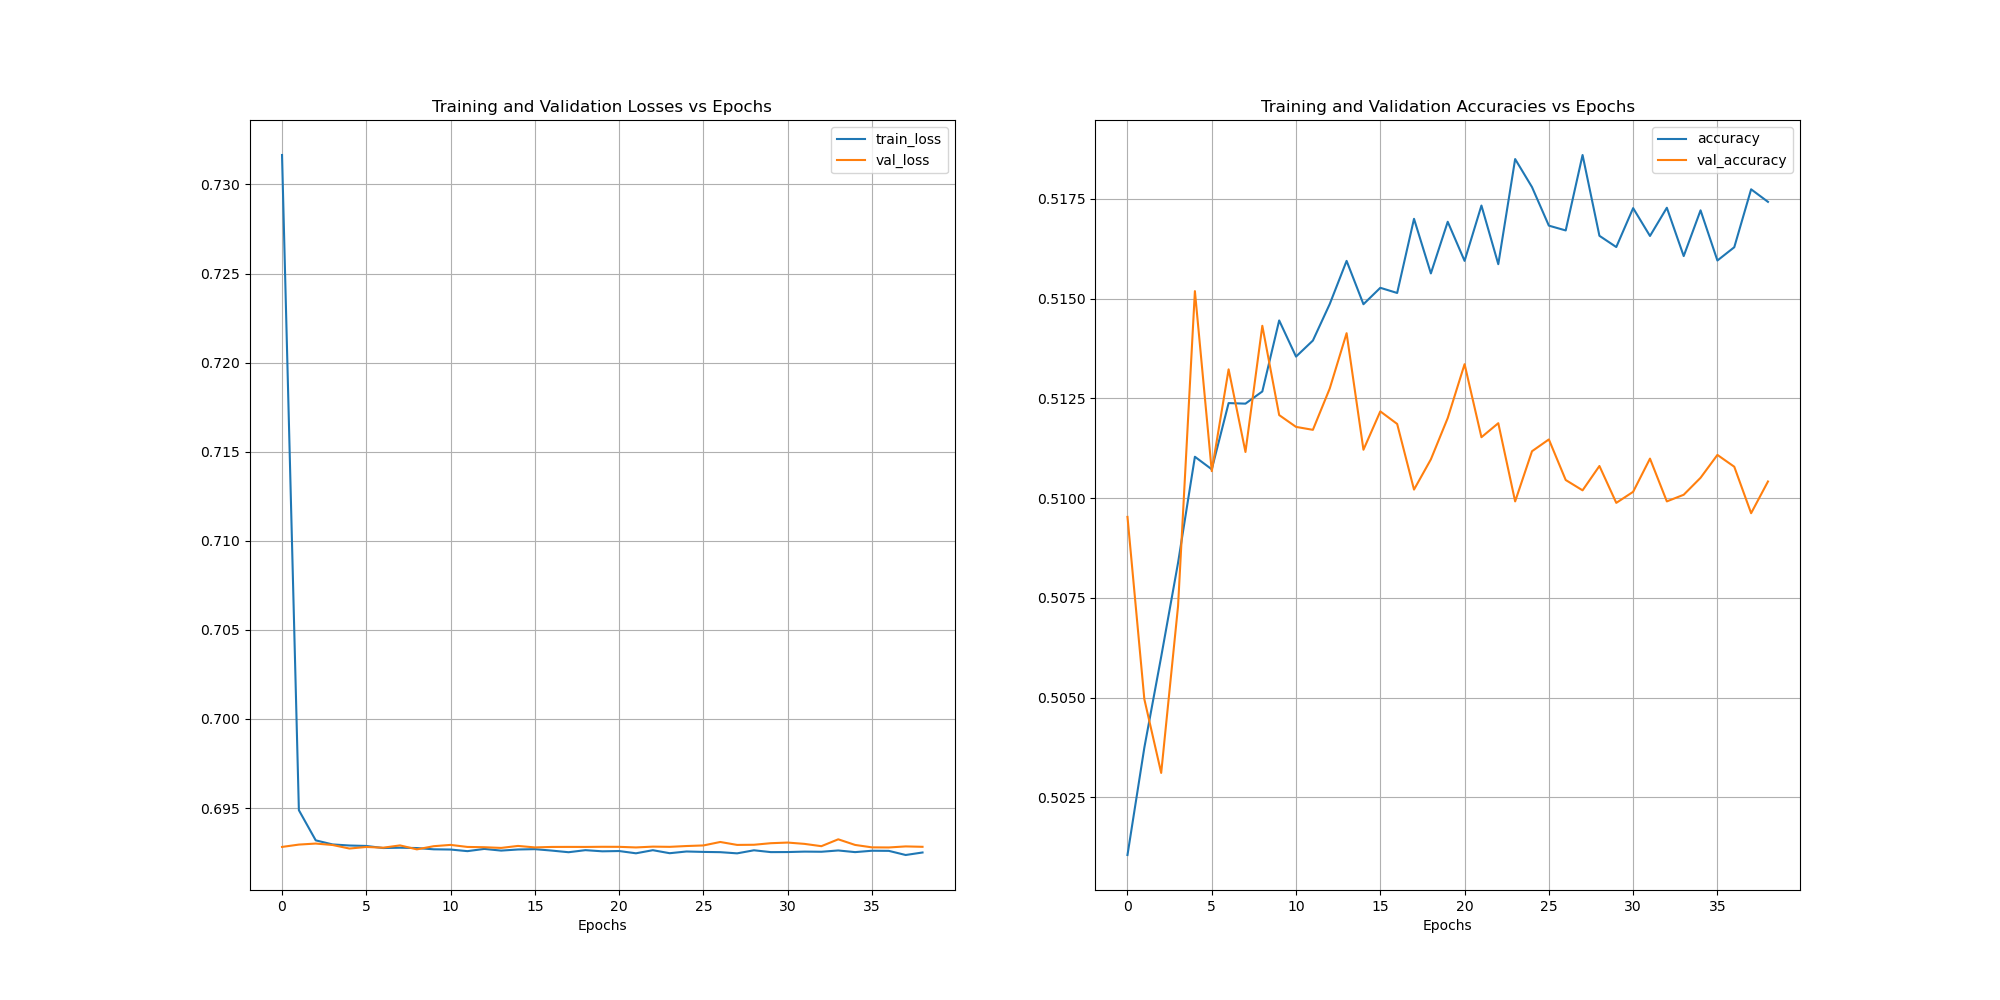 Training and Validation Losses vs Epochs
train_loss
val_loss
0.730
0.725
0.720
0.715
0.710
0.705
0.700
0.695
0 5 10 15 20 25 30 35
Epochs
Training and Validation Accuracies vs Epochs
accuracy
val_accuracy
0.5175
0.5150
0.5125
0.5100
0.5075
0.5050
0.5025
0 5 10 15 20 25 30 35
Epochs